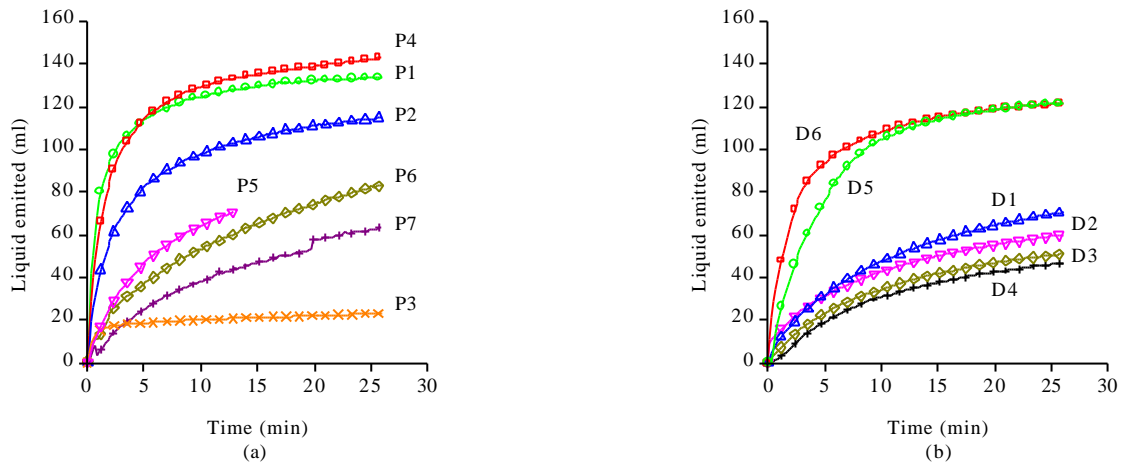 160
140
120
100
80
60
40
20
0
Liquid emitted (ml)
P4
P1
P2
P5
P6
P7
P3
0 5 10 15 20 25 30
Time (min)
(a)
160
140
120
100
80
60
40
20
0
Liquid emitted (ml)
D6
D5
D1
D2
D3
D4
0 5 10 15 20 25 30
Time (min)
(b)